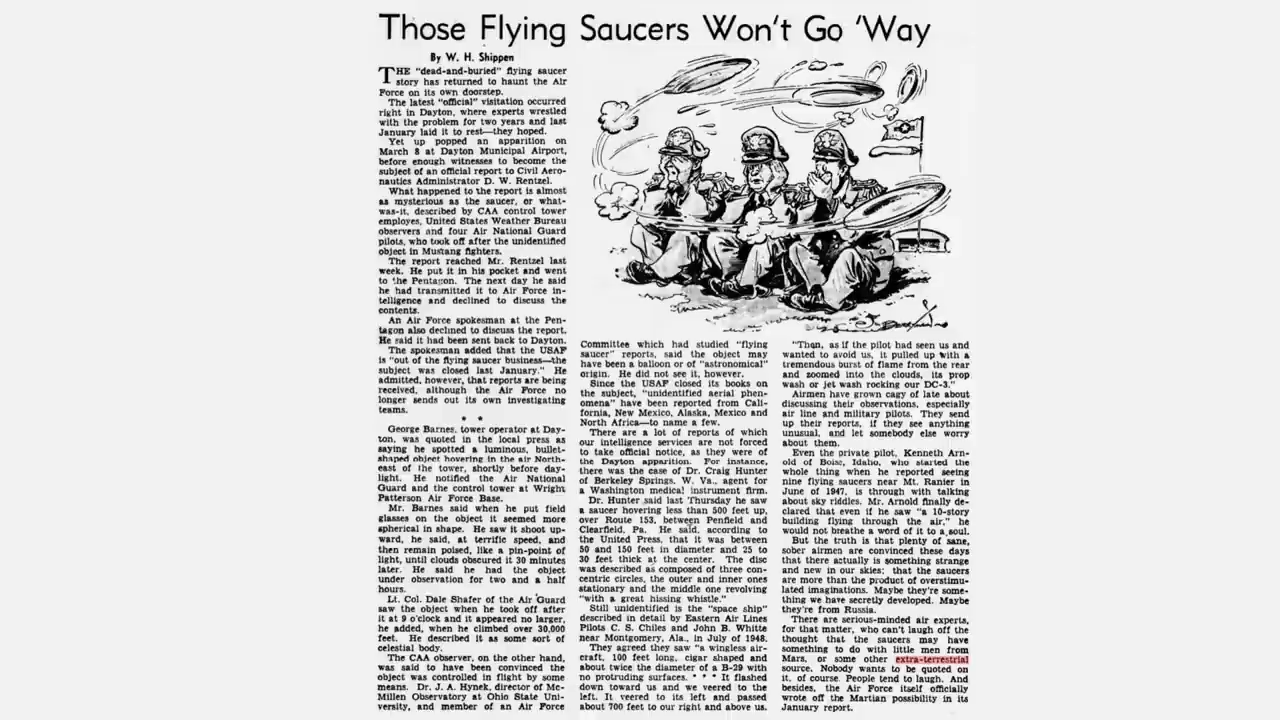 Those Flying Saucers Won't Go 'Way
By W. H. Shippen
THE "dead-and-buried" flying saucer
story has returned to haunt the Air
Force on its own doorstep.
The latest "official" visitation occurred
right in Dayton, where experts wrestled
with the problem for two years and last
January laid it to rest—they hoped.
Yet up popped an apparition on
March 8 at Dayton Municipal Airport,
before enough witnesses to become the
subject of an official report to Civil Aero-
nautics Administrator D. W. Rentzel.
What happened to the report is almost
as mysterious as the saucer, or what-
was-it, described by CAA control tower
employes, United States Weather Bureau
observers and four Air National Guard
pilots, who took off after the unidentified
object in Mustang fighters.
The report reached Mr. Rentzel last
week. He put it in his pocket and went
to the Pentagon. The next day he said
he had transmitted it to Air Force in-
telligence and declined to discuss the
contents.
An Air Force spokesman at the Pen-
tagon also declined to discuss the report.
He said it had been sent back to Dayton.
The spokesman added that the USAF
is "out of the flying saucer business—the
subject was closed last January." He
admitted, however, that reports are being
received, although the Air Force no
longer sends out its own investigating
teams.
* *
George Barnes, tower operator at Day-
ton, was quoted in the local press as
saying he spotted a luminous, bullet-
shaped object hovering in the air North-
east of the tower, shortly before day-
light. He notified the Air National
Guard and the control tower at Wright
Patterson Air Force Base.
Mr. Barnes said when he put field
glasses on the object it seemed more
spherical in shape. He saw it shoot up-
ward, he said, at terrific speed, and
then remain poised, like a pin-point of
light, until clouds obscured it 30 minutes
later. He said he had the object
under observation for two and a half
hours.
Lt. Col. Dale Shafer of the Air Guard
saw the object when he took off after
it at 9 o'clock and it appeared no larger,
he added, when he climbed over 30,000
feet. He described it as some sort of
celestial body.
The CAA observer, on the other hand,
was said to have been convinced the
object was controlled in flight by some
means. Dr. J. A. Hynek, director of Mc-
Millen Observatory at Ohio State Uni-
versity, and member of an Air Force
Committee which had studied "flying
saucer" reports, said the object may
have been a balloon or of "astronomical"
origin. He did not see it, however.
Since the USAF closed its books on
the subject, "unidentified aerial phen-
omena" have been reported from Cali-
fornia, New Mexico, Alaska, Mexico and
North Africa—to name a few.
There are a lot of reports of which
our intelligence services are not forced
to take official notice, as they were of
the Dayton apparition. For instance,
there was the case of Dr. Craig Hunter
of Berkeley Springs, W. Va., agent for
a Washington medical instrument firm.
Dr. Hunter said last Thursday he saw
a saucer hovering less than 500 feet up,
over Route 153, between Penfield and
Clearfield, Pa. He said, according to
the United Press, that it was between
50 and 150 feet in diameter and 25 to
30 feet thick at the center. The disc
was described as composed of three con-
centric circles, the outer and inner ones
stationary and the middle one revolving
"with a great hissing whistle."
Still unidentified is the "space ship"
described in detail by Eastern Air Lines
Pilots C. S. Chiles and John B. Whitte
near Montgomery, Ala., in July of 1948.
They agreed they saw "a wingless air-
craft, 100 feet long, cigar shaped and
about twice the diameter of a B-29 with
no protruding surfaces. * * * It flashed
down toward us and we veered to the
left. It veered to its left and passed
about 700 feet to our right and above us.
"Then, as if the pilot had seen us and
wanted to avoid us, it pulled up with a
tremendous burst of flame from the rear
and zoomed into the clouds, its prop
wash or jet wash rocking our DC-3."
Airmen have grown cagy of late about
discussing their observations, especially
air line and military pilots. They send
up their reports, if they see anything
unusual, and let somebody else worry
about them.
Even the private pilot, Kenneth Arn-
old of Boise, Idaho, who started the
whole thing when he reported seeing
nine flying saucers near Mt. Ranier in
June of 1947, is through with talking
about sky riddles. Mr. Arnold finally de-
clared that even if he saw "a 10-story
building flying through the air," he
would not breathe a word of it to a soul.
But the truth is that plenty of sane,
sober airmen are convinced these days
that there actually is something strange
and new in our skies; that the saucers
are more than the product of overstimu-
lated imaginations. Maybe they're some-
thing we have secretly developed. Maybe
they're from Russia.
There are serious-minded air experts,
for that matter, who can't laugh off the
thought that the saucers may have
something to do with little men from
Mars, or some other extra-terrestrial
source. Nobody wants to be quoted on
it, of course. People tend to laugh. And
besides, the Air Force itself officially
wrote off the Martian possibility in its
January report.